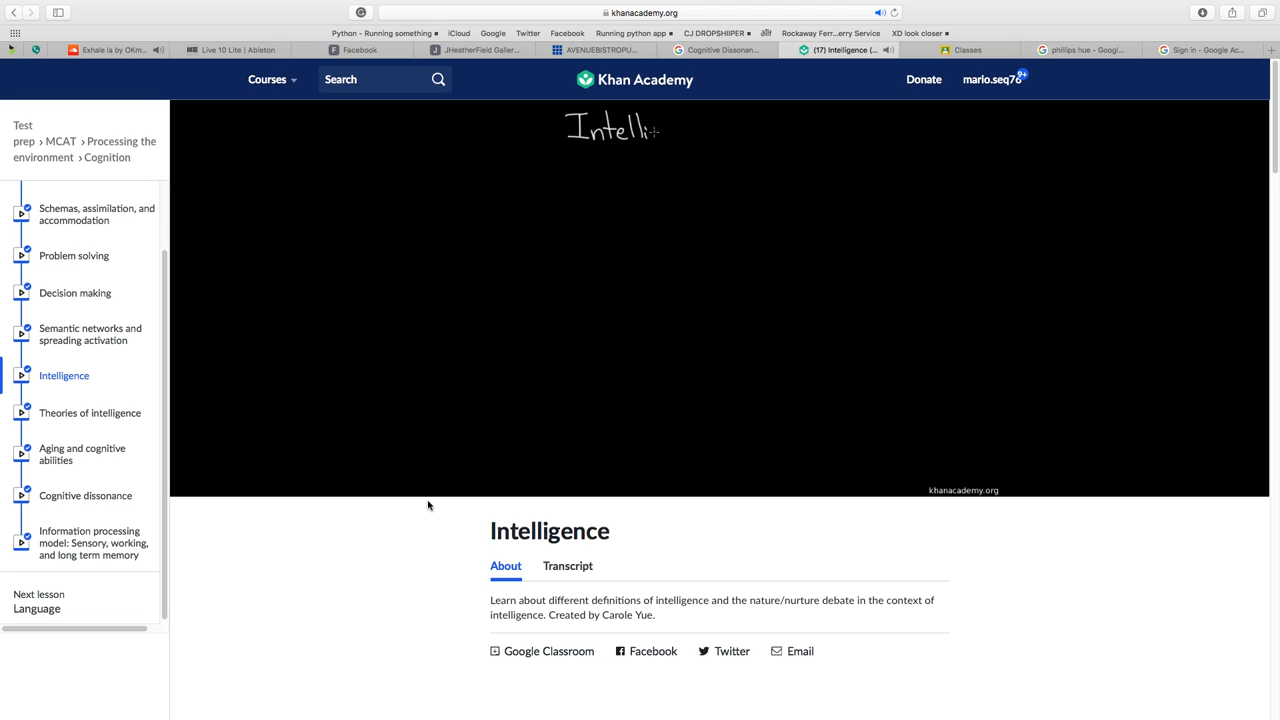 khanacademy.org
Python - Running something iCloud Google Twitter Facebook Running python app CJ DROPSHIIPER alif Rockaway Ferr...erry Service XD look closer
Exhale ia by OKm... Live 10 Lite | Ableton Facebook JHeatherField Galler... AVENUEBISTROPU... Cognitive Dissonan... (17) Intelligence (... Classes phillips hue - Googl... Sign in - Google Ac...
Courses Search Khan Academy Donate mario.seq76 9+
Test
prep › MCAT › Processing the
environment › Cognition
Intelli
Schemas, assimilation, and
accommodation
Problem solving
Decision making
Semantic networks and
spreading activation
Intelligence
Theories of intelligence
Aging and cognitive
abilities
Cognitive dissonance
Information processing
model: Sensory, working,
and long term memory
Next lesson
Language
khanacademy.org
Intelligence
About Transcript
Learn about different definitions of intelligence and the nature/nurture debate in the context of
intelligence. Created by Carole Yue.
Google Classroom Facebook Twitter Email